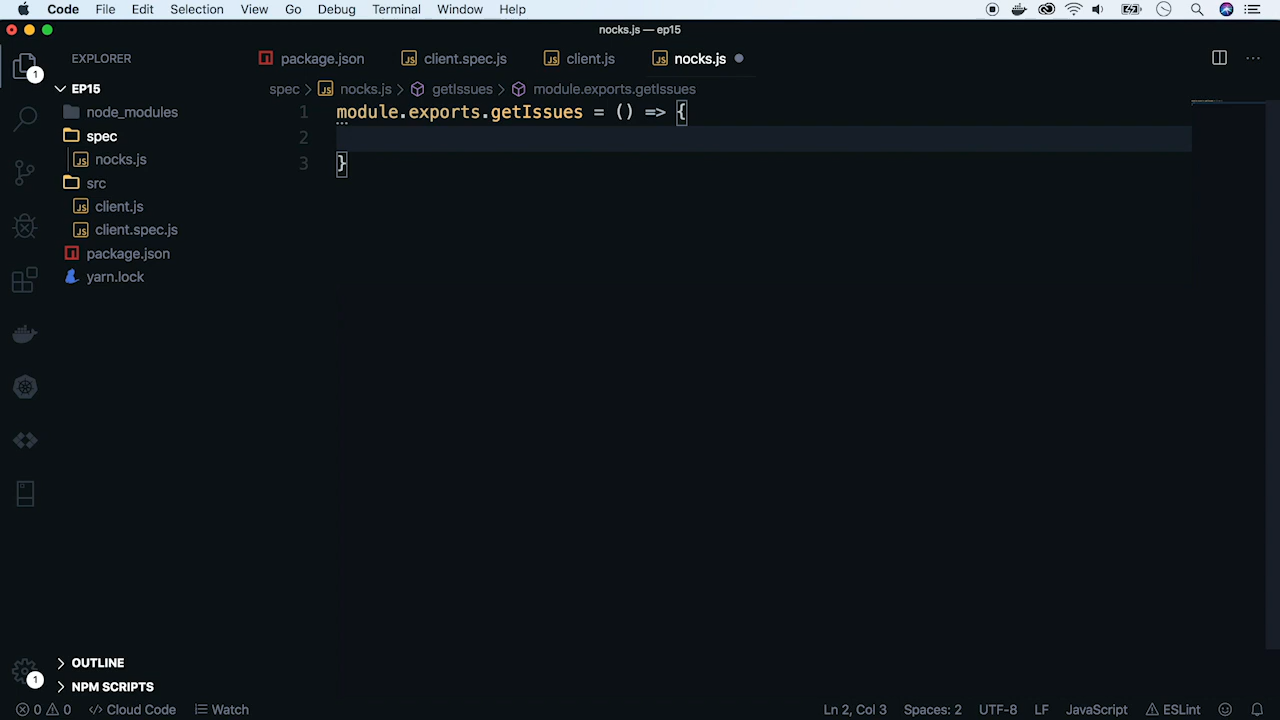 Code File Edit Selection View Go Debug Terminal Window Help
nocks.js — ep15
EXPLORER
package.json client.spec.js client.js nocks.js
1
EP15
spec > nocks.js > getIssues > module.exports.getIssues
node_modules
1 module.exports.getIssues = () => {
spec
2
nocks.js
3 }
src
client.js
client.spec.js
package.json
yarn.lock
OUTLINE
1
NPM SCRIPTS
0 0 Cloud Code Watch Ln 2, Col 3 Spaces: 2 UTF-8 LF JavaScript ESLint